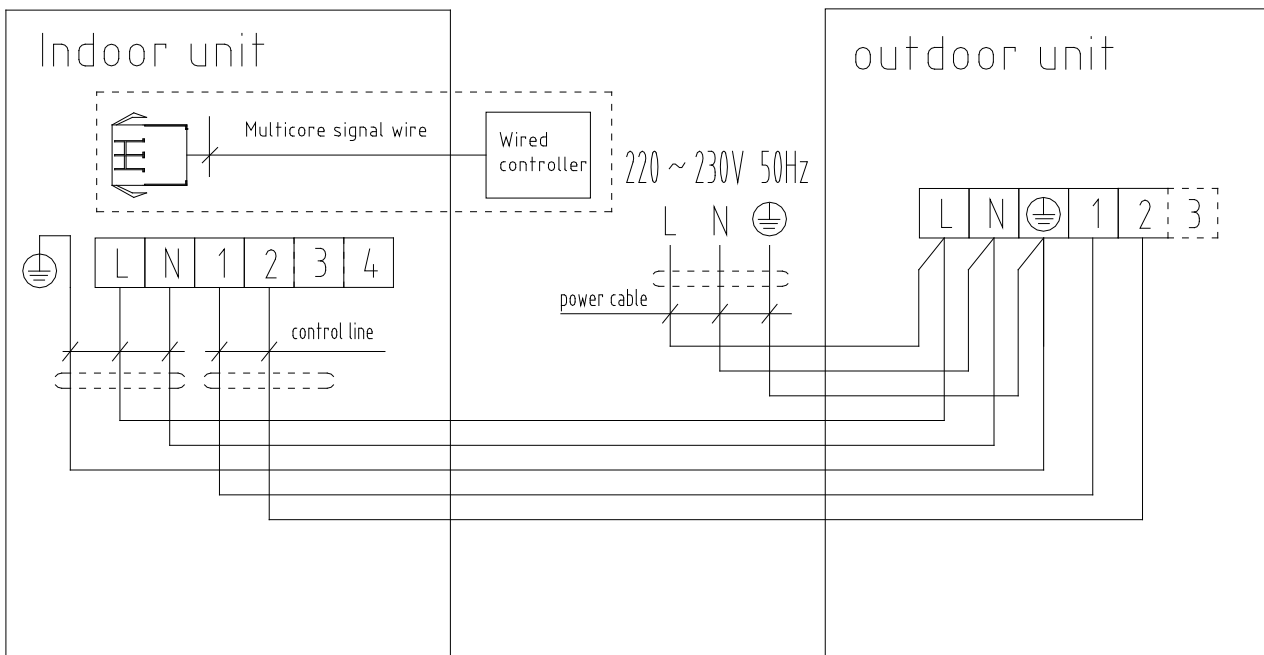 Indoor unit
outdoor unit
Multicore signal wire
Wired
controller
220 ~ 230V 50Hz
L N
L N 1 2 3
L N 1 2 3 4
power cable
control line